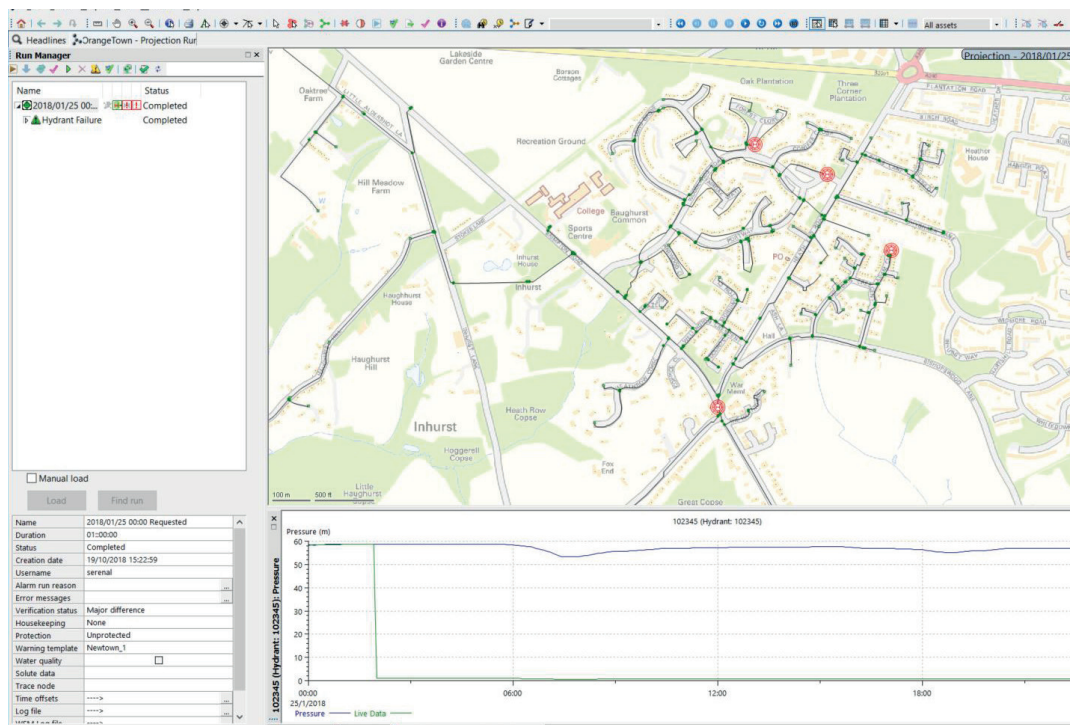 All assets
Headlines
OrangeTown - Projection Run
Run Manager
Name
Status
2018/01/25 00:...
Completed
Hydrant Failure
Completed
Manual load
Load
Find run
Name
2018/01/25 00:00 Requested
Duration
01:00:00
Status
Completed
Creation date
19/10/2018 15:22:59
Username
serenal
Alarm run reason
...
Error messages
...
Verification status
Major difference
Housekeeping
None
Protection
Unprotected
Warning template
Newtown_1
Water quality
Solute data
Trace node
Time offsets
---->
...
Log file
---->
...
Projection - 2018/01/25
Lakeside
Garden Centre
Oaktree
Farm
Barson
Cottages
Oak Plantation
Three
Corner
Plantation
PLANTATION ROAD
BIRCH ROAD
Heather
House
Recreation Ground
Hill Meadow
Farm
College
Baughurst
Common
Sports
Centre
Inhurst
House
Inhurst
PO
Haughurst
House
Hall
Haughurst
Hill
War
Meml
Heath Row
Copse
Inhurst
Hoggerell
Copse
Fox
End
Little
Haughurst
Copse
Great Copse
100 m
500 ft
102345 (Hydrant: 102345): Pressure
102345 (Hydrant: 102345)
Pressure (m)
60
50
40
30
20
10
0
00:00
06:00
12:00
18:00
25/1/2018
Pressure
Live Data